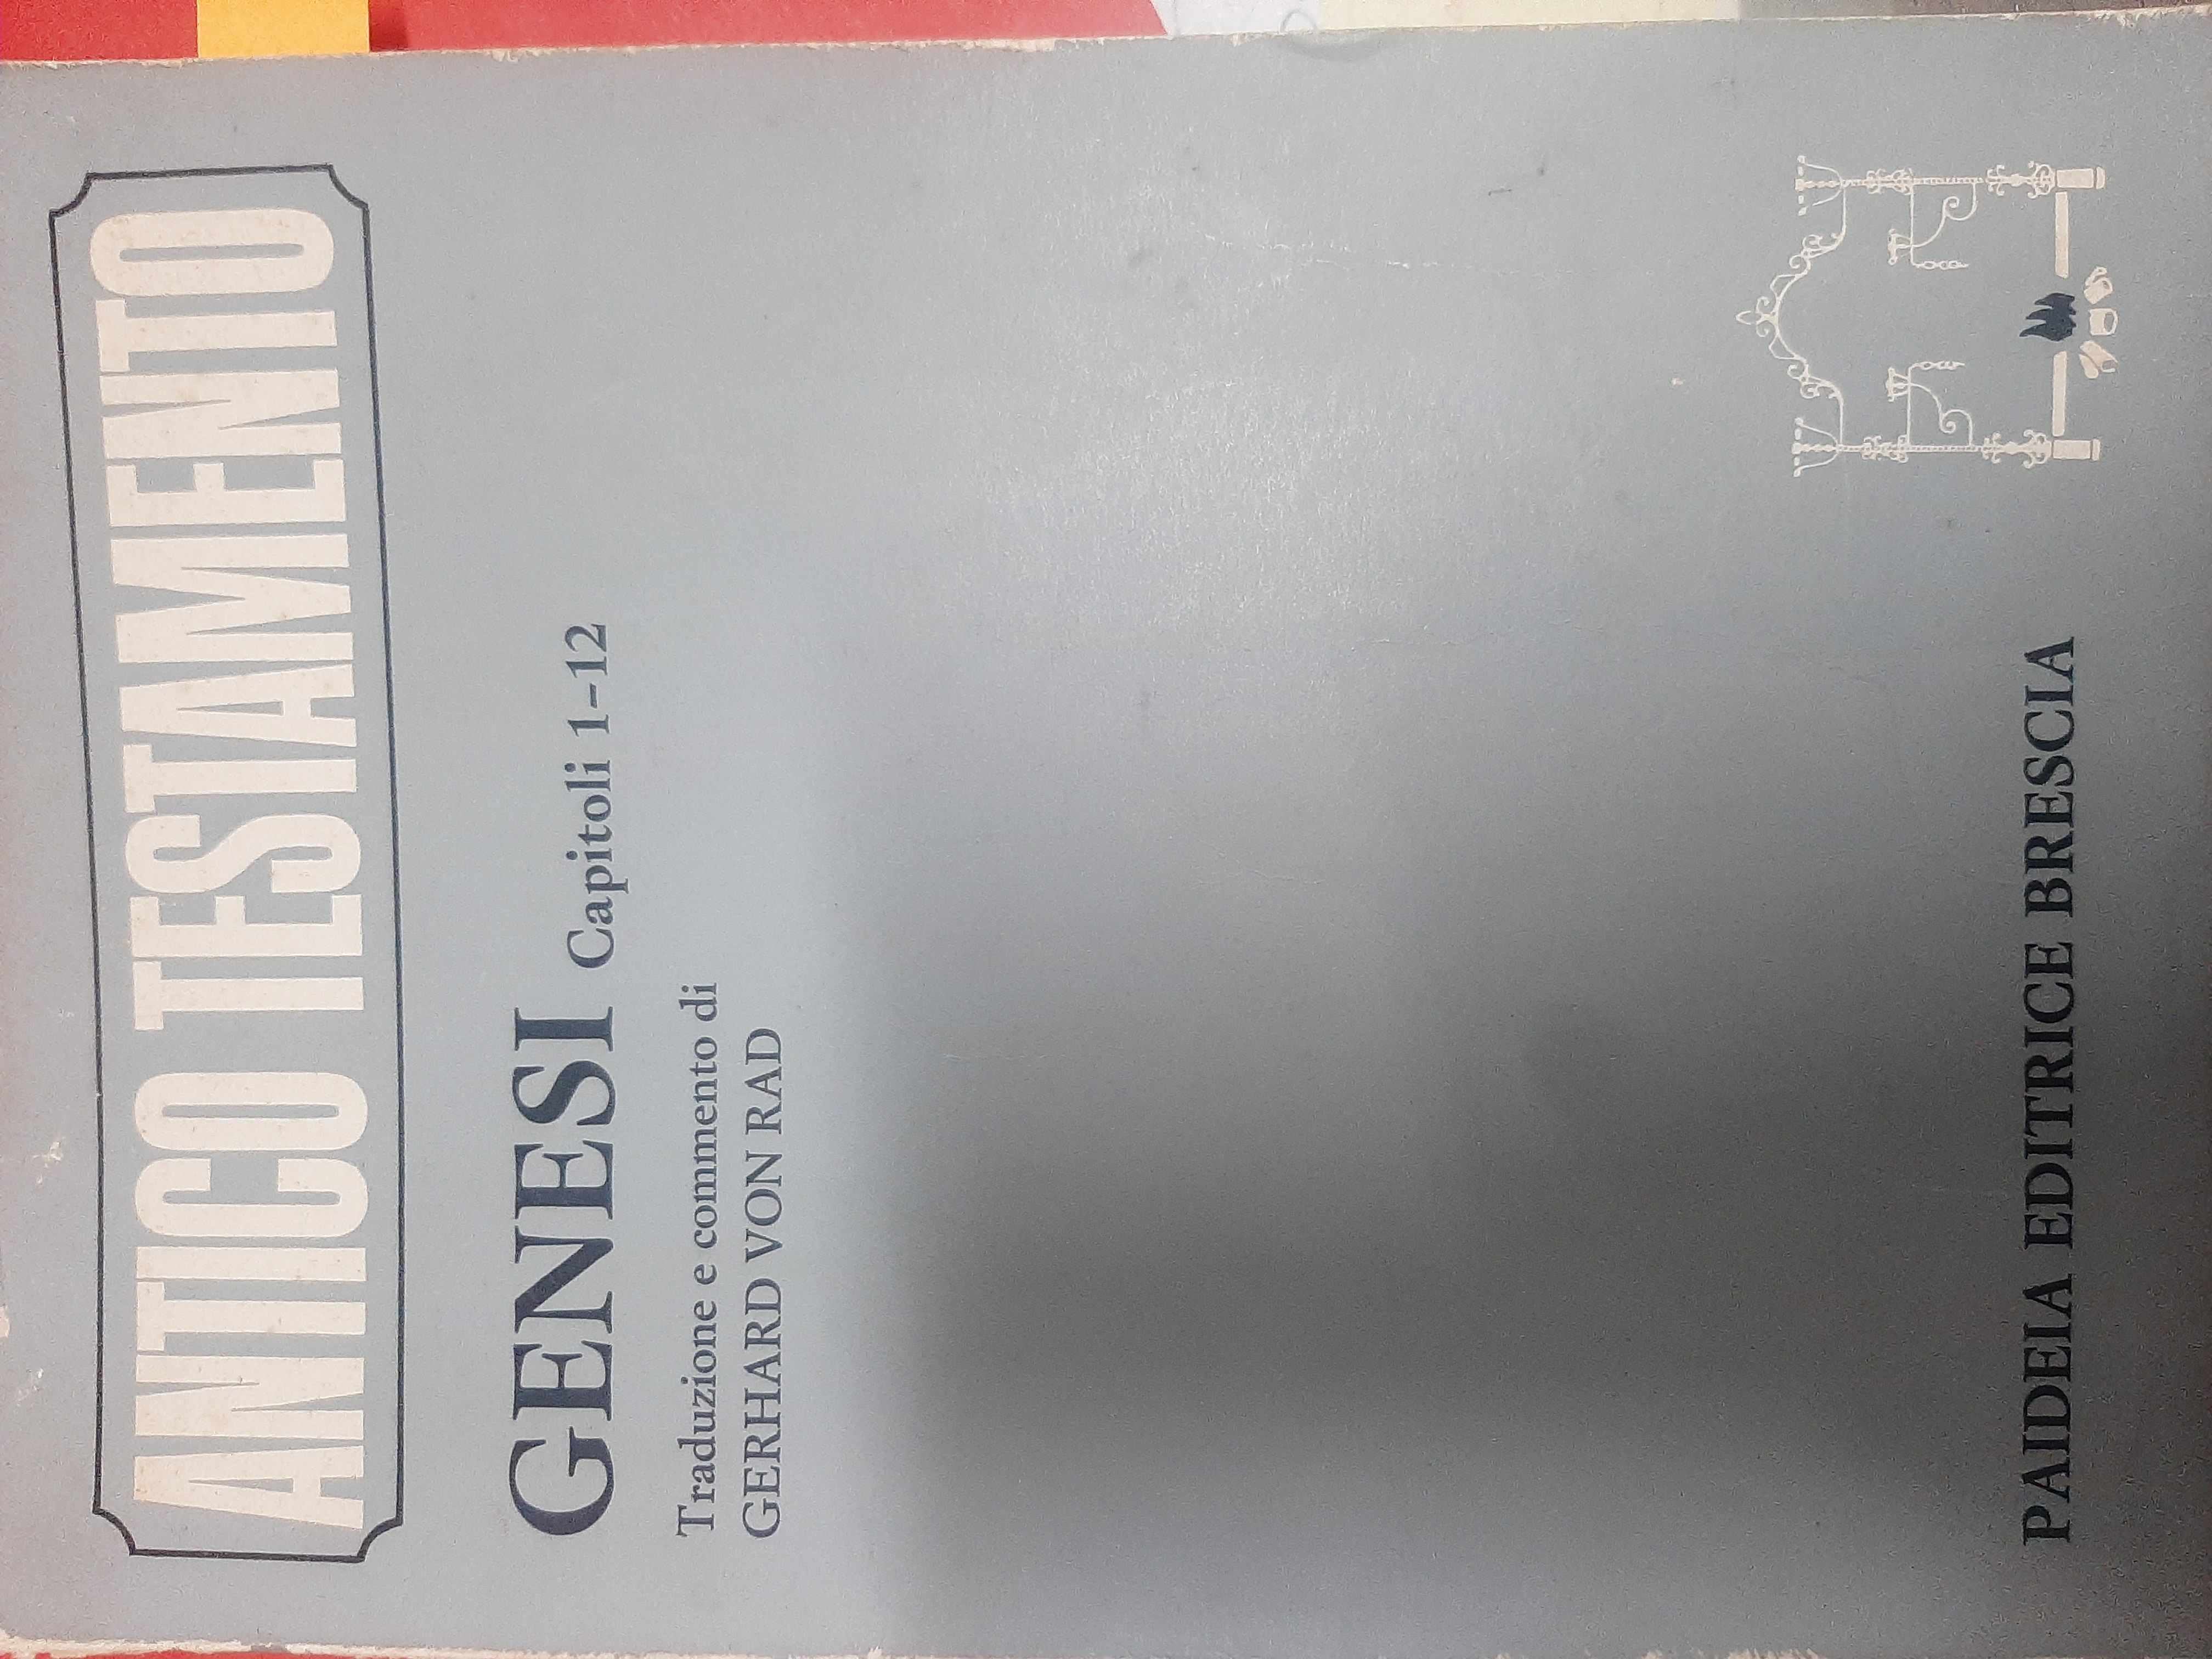 ANTICO TESTAMENTO
GENESI Capitoli 1-12
Traduzione e commento di
GERHARD VON RAD
PAIDEIA EDITRICE BRESCIA